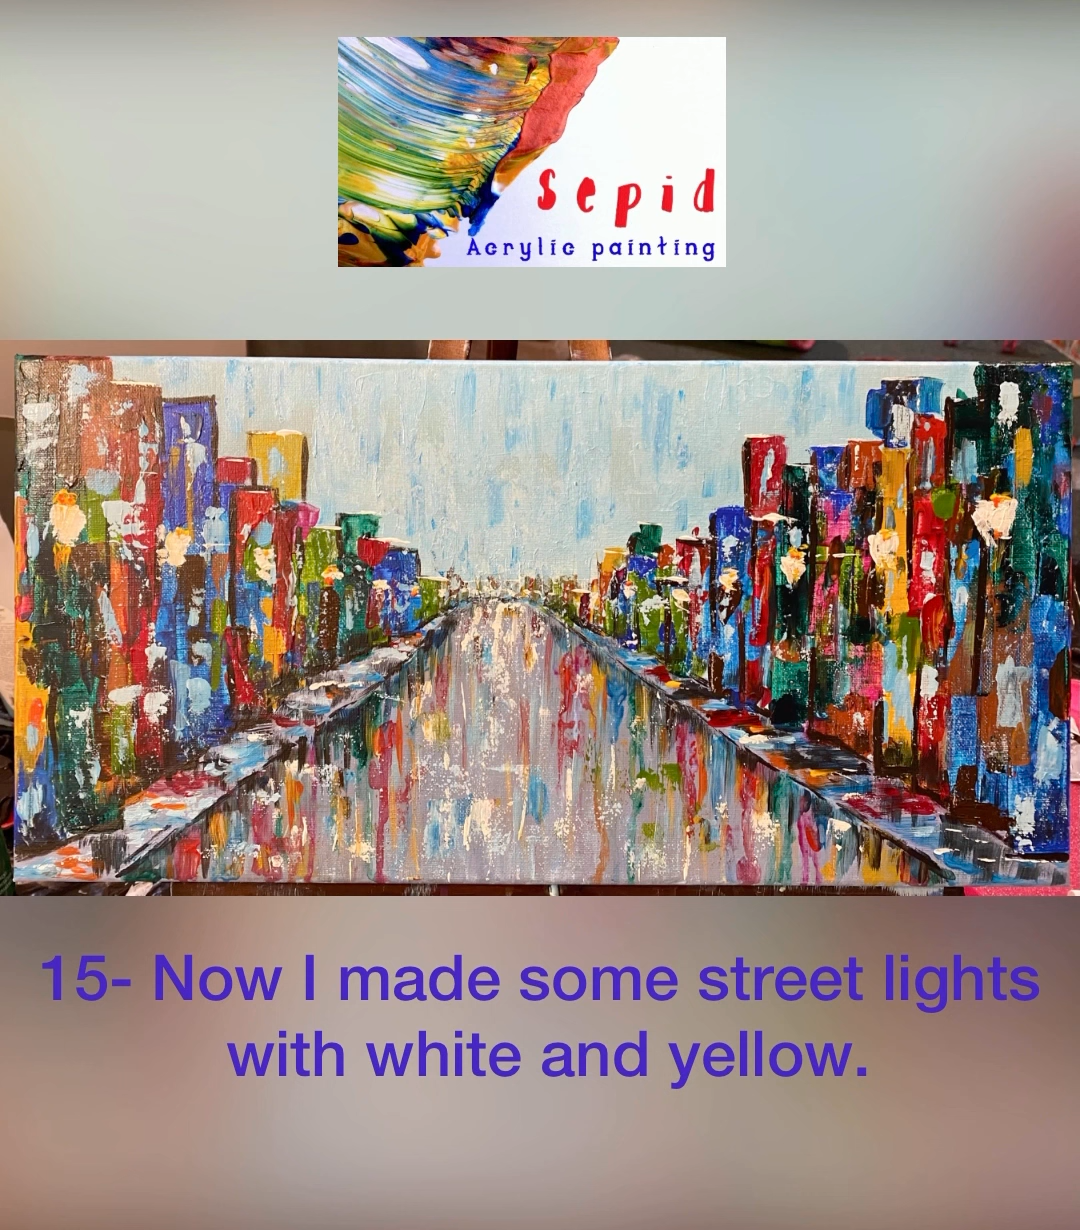 Sepid
Acrylic painting
15- Now I made some street lights
with white and yellow.